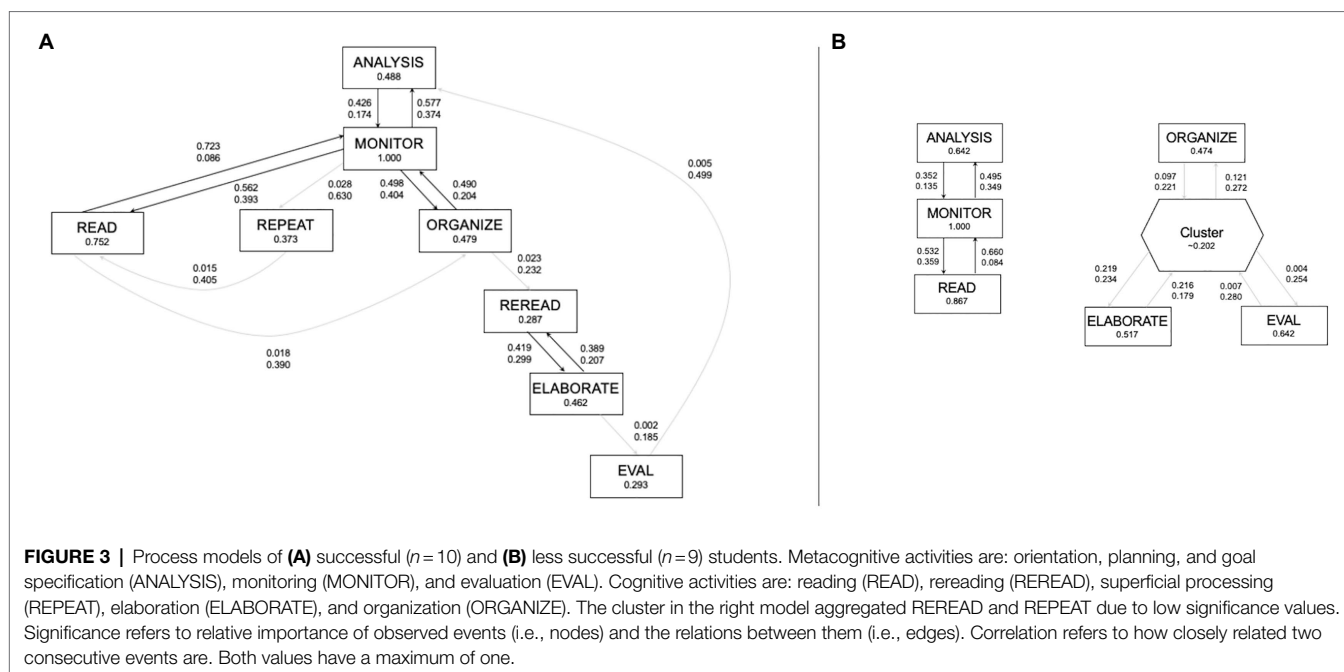 A
ANALYSIS
0.488
0.426
0.174
0.577
0.374
MONITOR
1.000
0.723
0.086
0.562
0.393
0.028
0.630
0.498
0.404
0.490
0.204
0.005
0.499
READ
0.752
REPEAT
0.373
ORGANIZE
0.479
0.015
0.405
0.023
0.232
REREAD
0.287
0.018
0.390
0.419
0.299
0.389
0.207
ELABORATE
0.462
0.002
0.185
EVAL
0.293
B
ANALYSIS
0.642
0.352
0.135
0.495
0.349
MONITOR
1.000
0.532
0.359
0.660
0.084
READ
0.867
ORGANIZE
0.474
0.097
0.221
0.121
0.272
Cluster
~0.202
0.219
0.234
0.216
0.179
0.007
0.280
0.004
0.254
ELABORATE
0.517
EVAL
0.642
FIGURE 3 | Process models of (A) successful (n = 10) and (B) less successful (n = 9) students. Metacognitive activities are: orientation, planning, and goal
specification (ANALYSIS), monitoring (MONITOR), and evaluation (EVAL). Cognitive activities are: reading (READ), rereading (REREAD), superficial processing
(REPEAT), elaboration (ELABORATE), and organization (ORGANIZE). The cluster in the right model aggregated REREAD and REPEAT due to low significance values.
Significance refers to relative importance of observed events (i.e., nodes) and the relations between them (i.e., edges). Correlation refers to how closely related two
consecutive events are. Both values have a maximum of one.